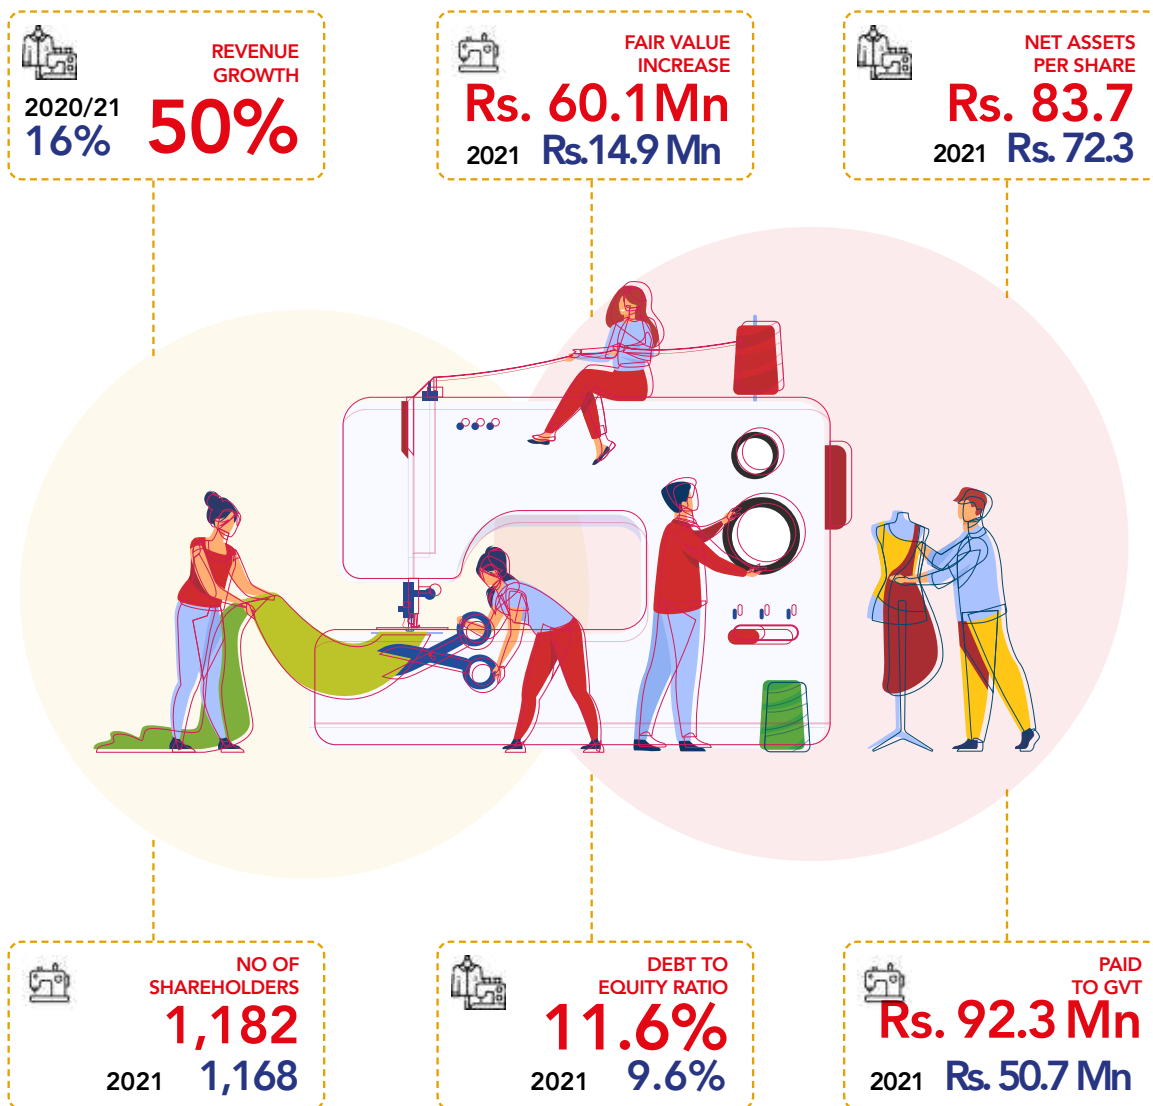 REVENUE
GROWTH
2020/21
16%
50%
FAIR VALUE
INCREASE
Rs. 60.1 Mn
2021 Rs.14.9 Mn
NET ASSETS
PER SHARE
Rs. 83.7
2021 Rs. 72.3
NO OF
SHAREHOLDERS
1,182
2021 1,168
DEBT TO
EQUITY RATIO
11.6%
2021 9.6%
PAID
TO GVT
Rs. 92.3 Mn
2021 Rs. 50.7 Mn